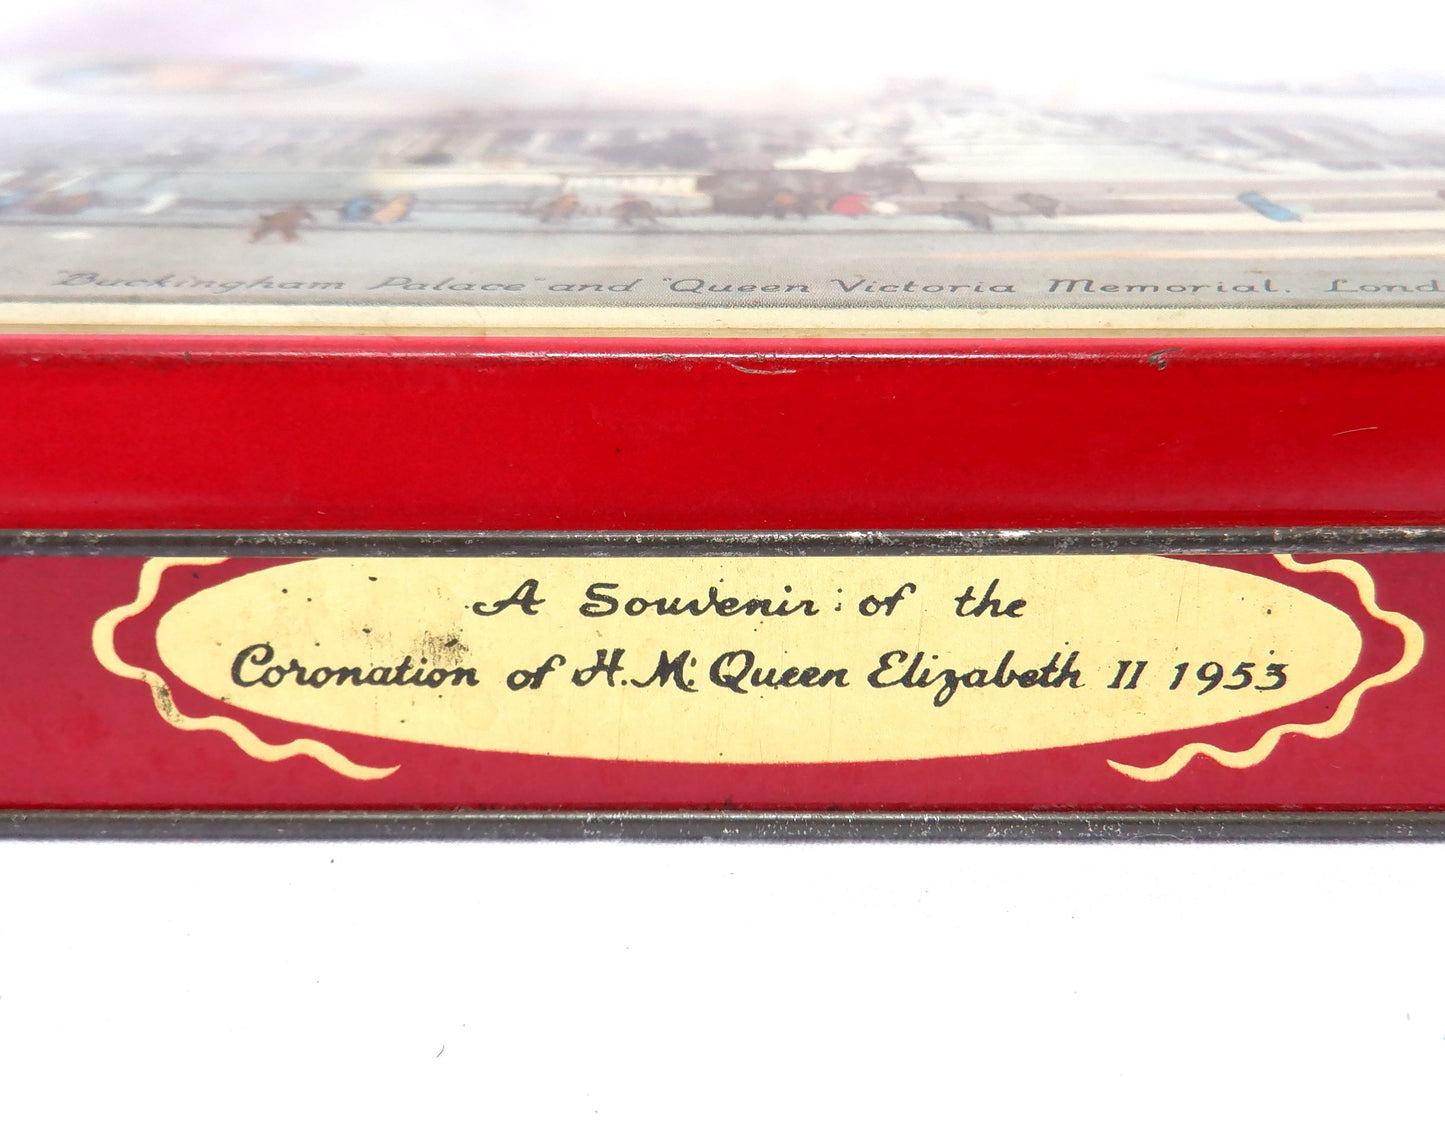 "Buckingham Palace" and "Queen Victoria Memorial. Lond
A Souvenir of the
Coronation of H.M. Queen Elizabeth II 1953